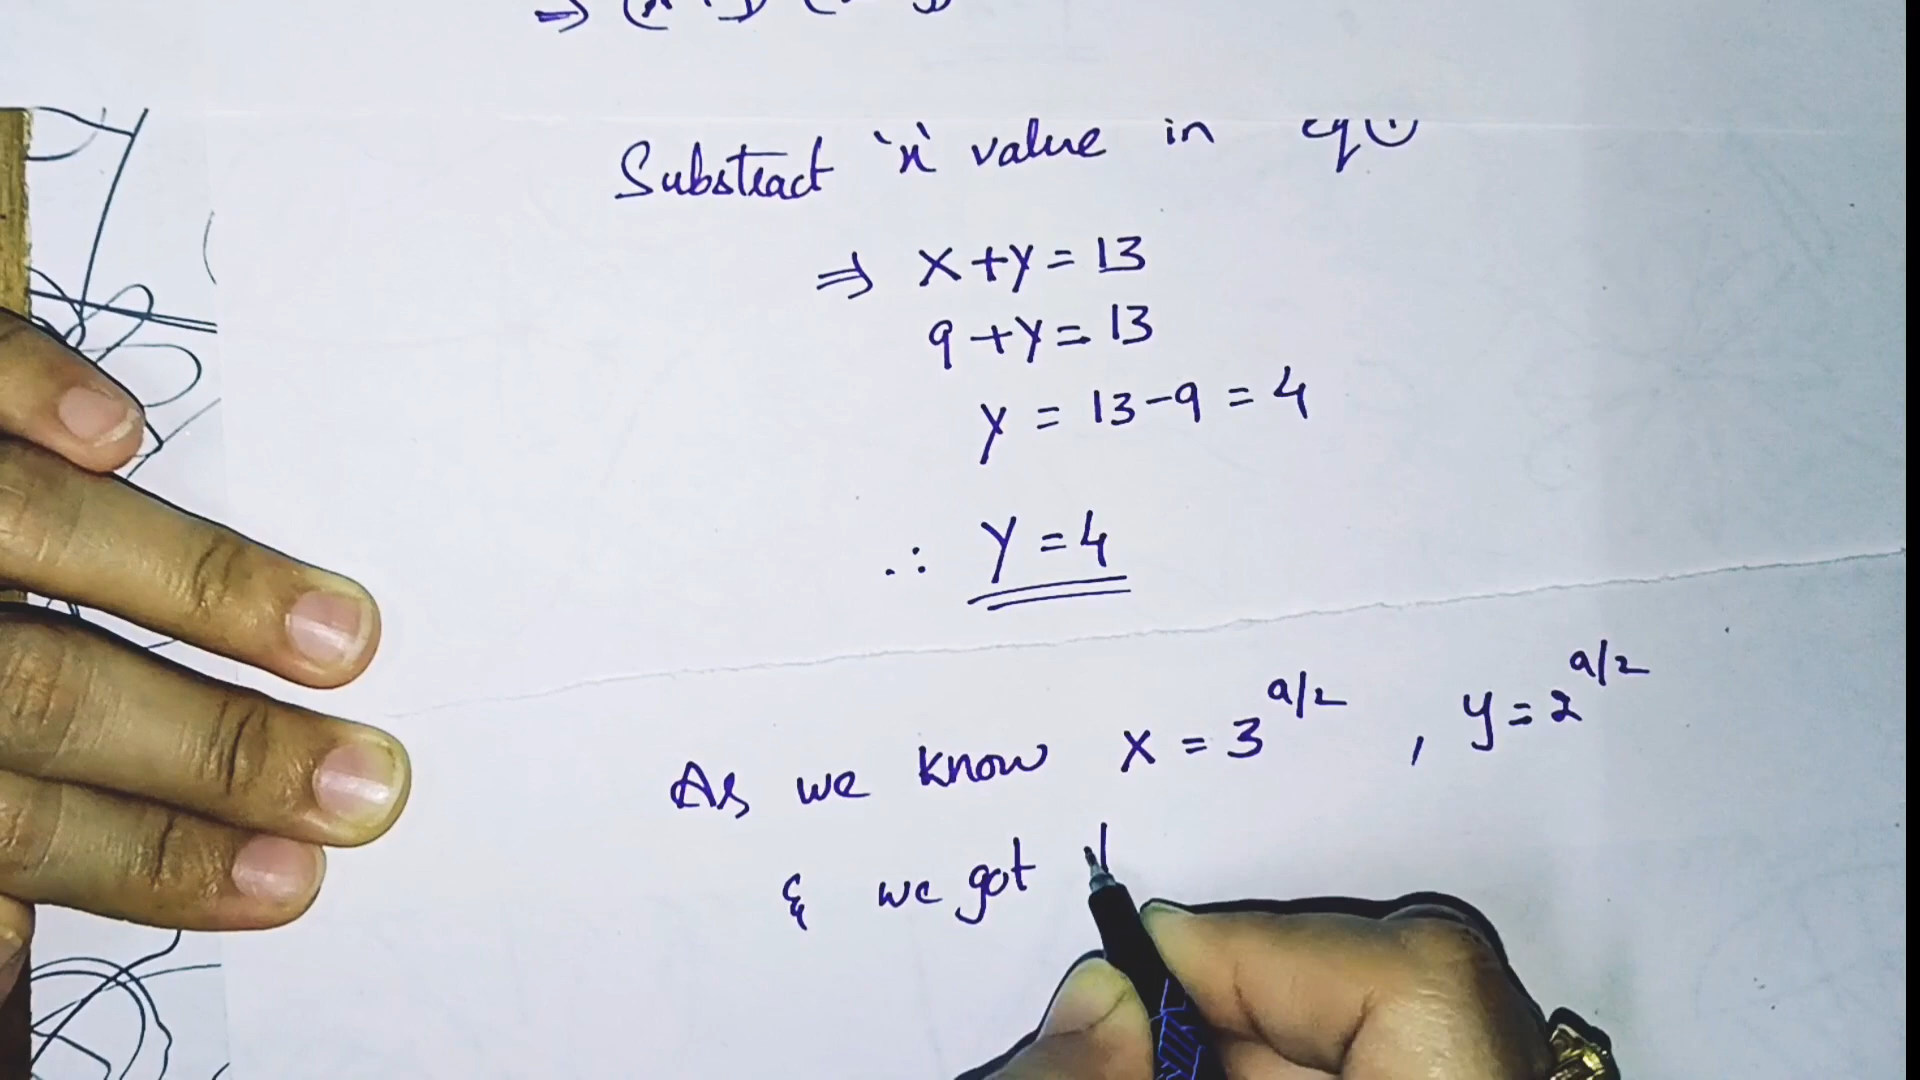 Substract 'x' value in eq①
⇒ x+y=13
9+y=13
y = 13-9 = 4
∴ y=4
As we know x = 3^a/2 , y=2^a/2
& we got